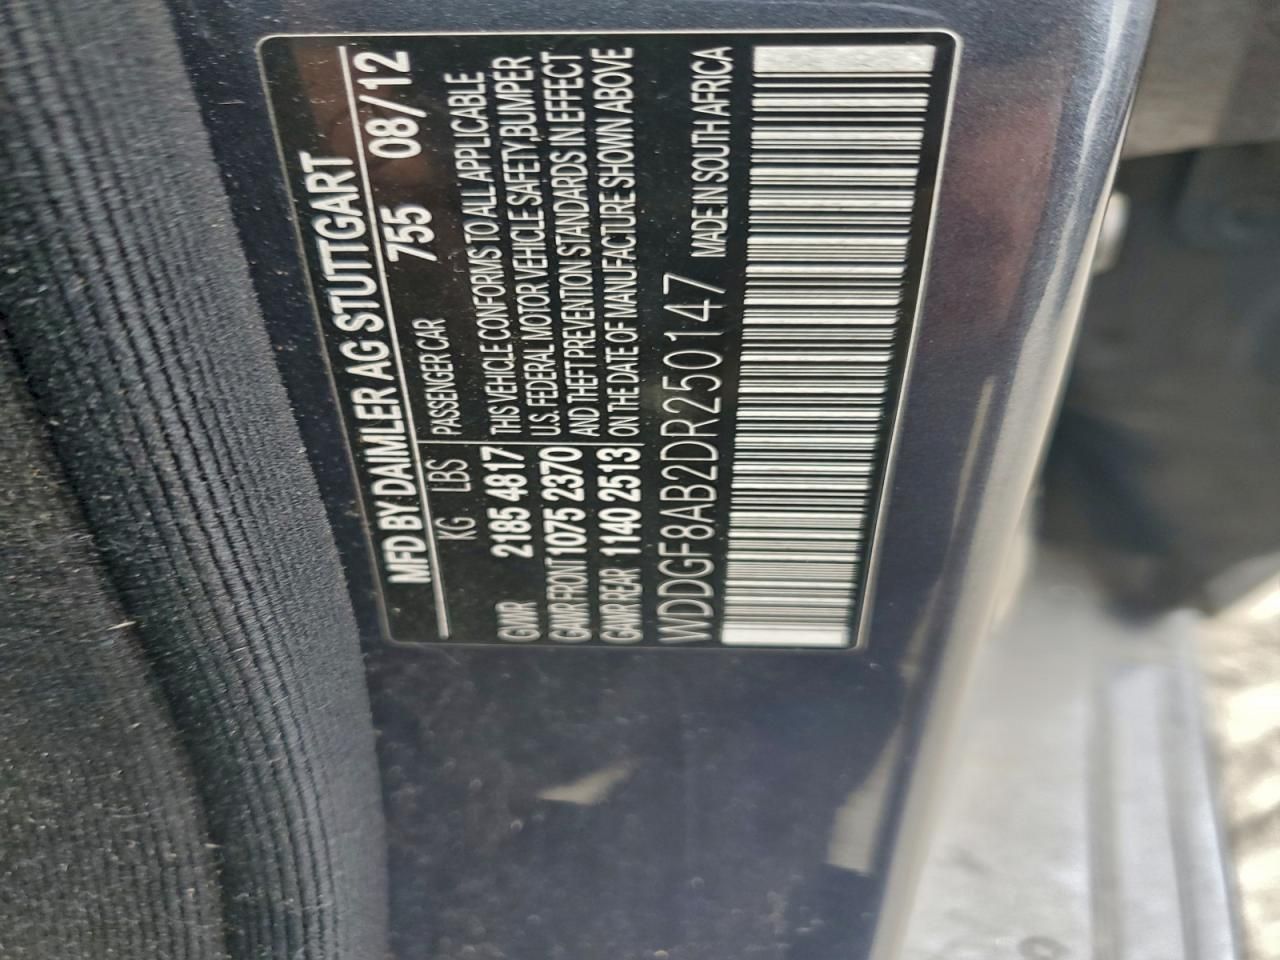 MFD BY DAIMLER AG STUTTGART
755 08/12
KG LBS PASSENGER CAR
GVWR 2185 4817 THIS VEHICLE CONFORMS TO ALL APPLICABLE
GAWR FRONT 1075 2370 U.S. FEDERAL MOTOR VEHICLE SAFETY, BUMPER
GAWR REAR 1140 2513 AND THEFT PREVENTION STANDARDS IN EFFECT
ON THE DATE OF MANUFACTURE SHOWN ABOVE
WDDGF8AB2DR250147 MADE IN SOUTH AFRICA